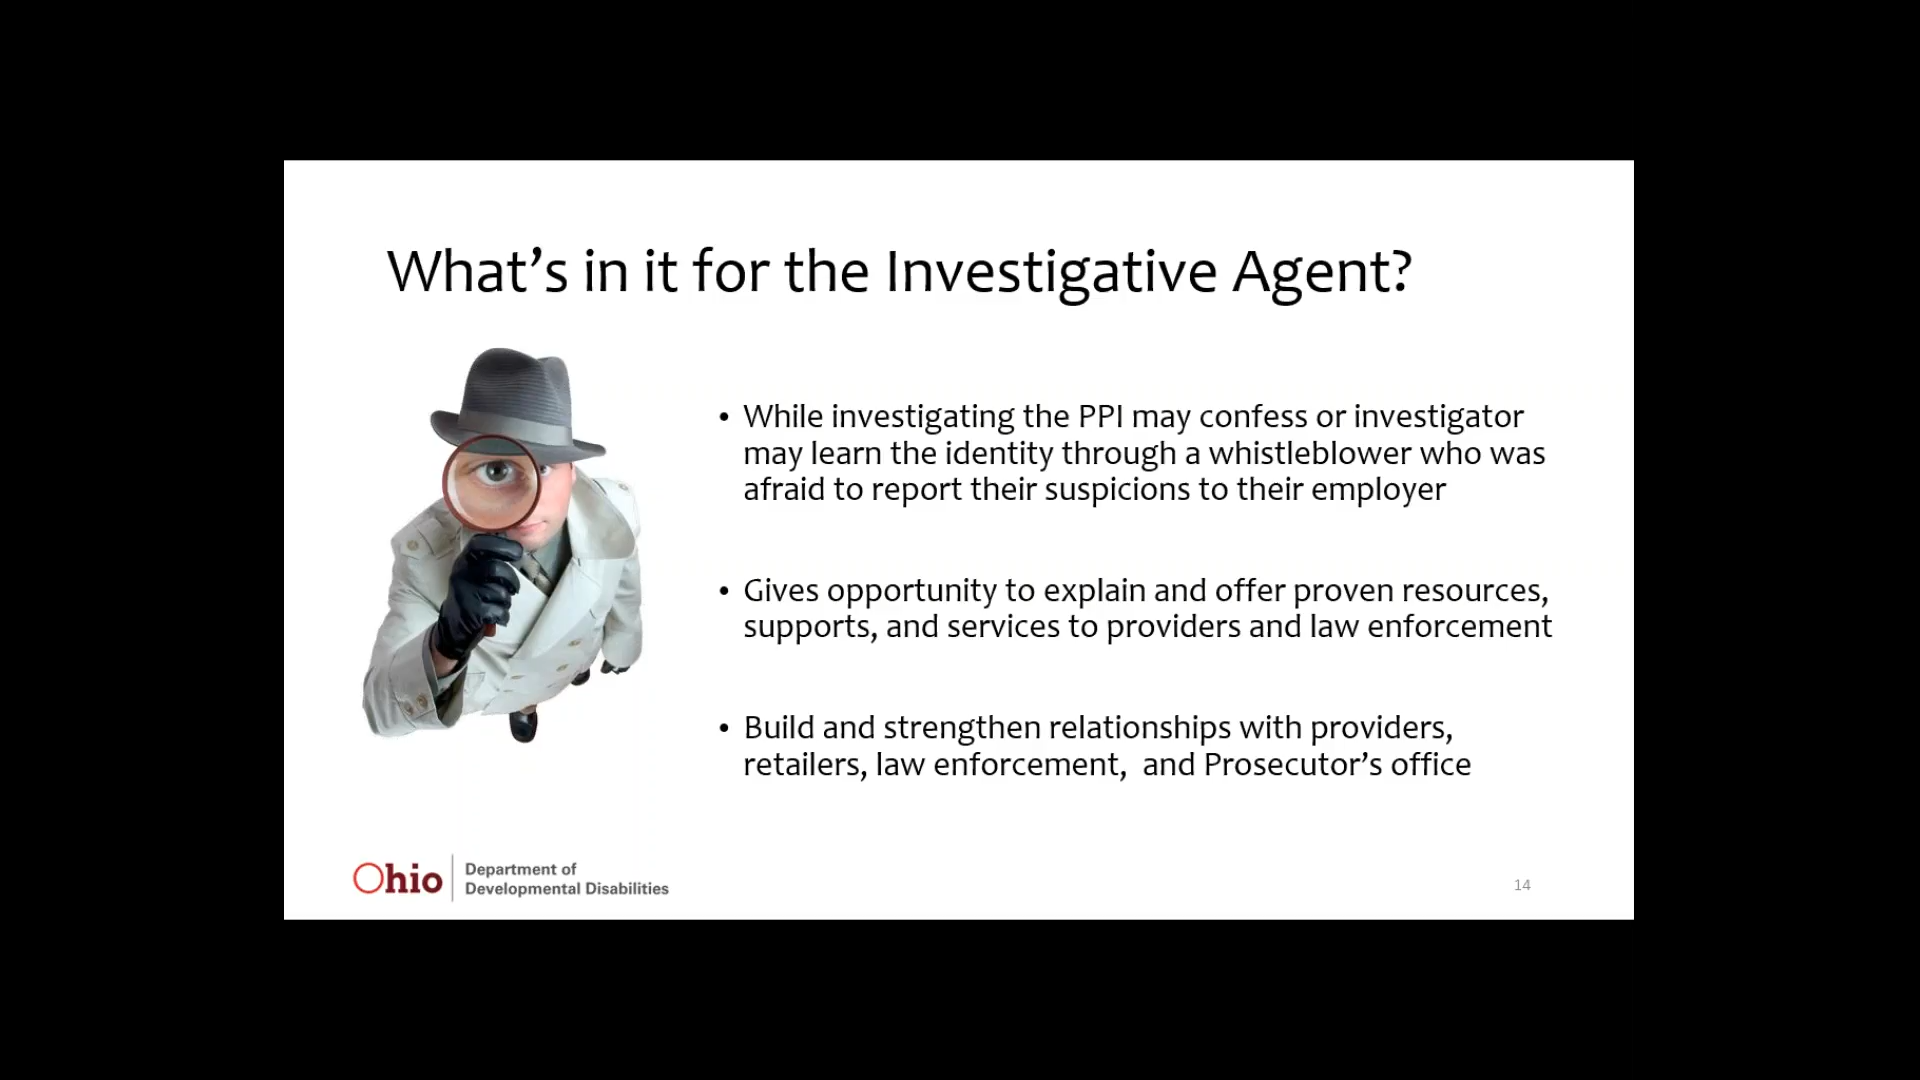 What’s in it for the Investigative Agent?
• While investigating the PPI may confess or investigator
may learn the identity through a whistleblower who was
afraid to report their suspicions to their employer
• Gives opportunity to explain and offer proven resources,
supports, and services to providers and law enforcement
• Build and strengthen relationships with providers,
retailers, law enforcement,  and Prosecutor’s office
Ohio
Department of
Developmental Disabilities
14